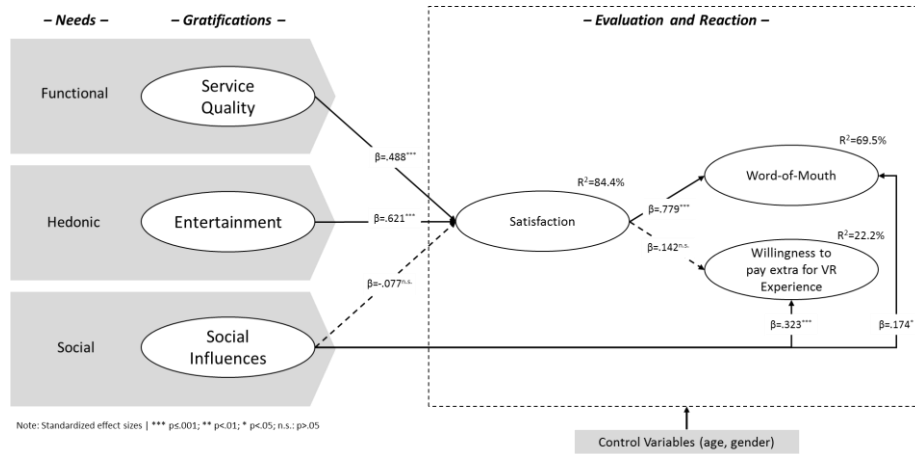 – Needs –
– Gratifications –
– Evaluation and Reaction –
Functional
Service
Quality
β=.488***
Hedonic
Entertainment
β=.621***
Social
Social
Influences
β=-.077n.s.
R²=84.4%
Satisfaction
β=.779***
β=.142n.s.
R²=69.5%
Word-of-Mouth
R²=22.2%
Willingness to
pay extra for VR
Experience
β=.323***
β=.174*
Note: Standardized effect sizes | *** p≤.001; ** p<.01; * p<.05; n.s.: p>.05
Control Variables (age, gender)